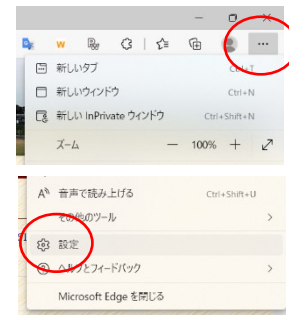 新しいタブ Ctrl+T
新しいウィンドウ Ctrl+N
新しい InPrivate ウィンドウ Ctrl+Shift+N
ズーム — 100% +
A 音声で読み上げる Ctrl+Shift+U
その他のツール >
設定
ヘルプとフィードバック >
Microsoft Edge を閉じる